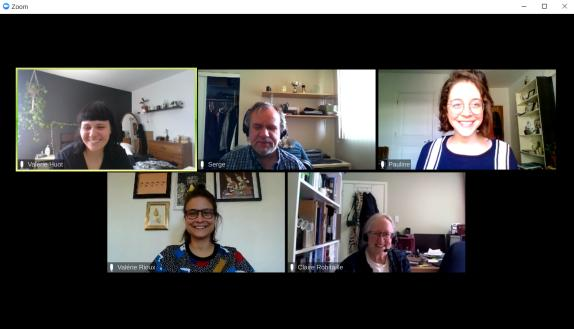 Zoom
Valérie Huot
Serge
Pauline
Valérie Rioux
Claire Robitaille